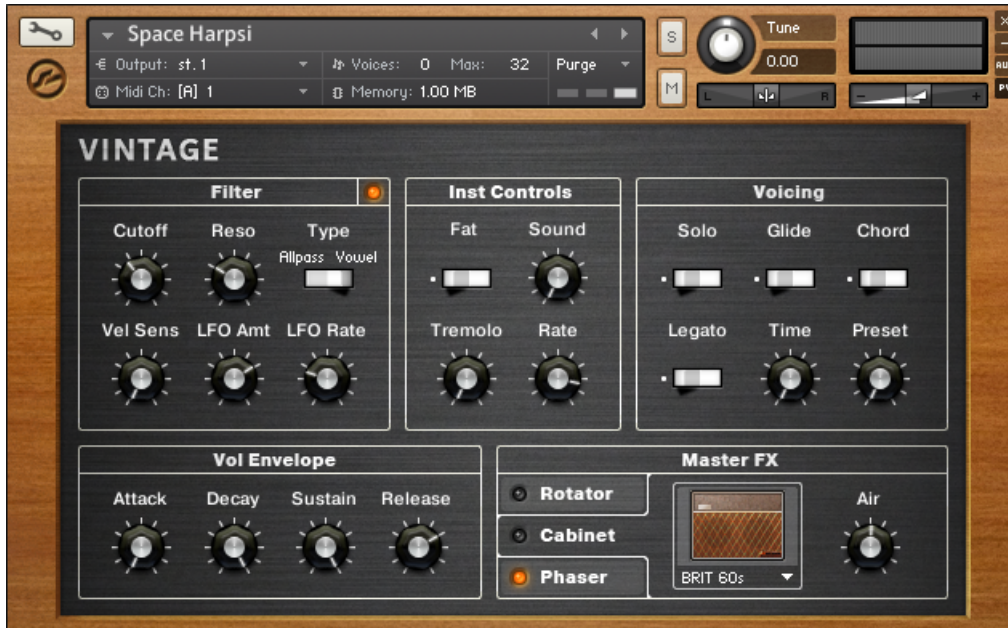 Space Harpsi
Output: st.1
Voices: 0 Max: 32
Purge
Midi Ch: [A] 1
Memory: 1.00 MB
S
M
Tune
0.00
L R
- +
AU
PV
VINTAGE
Filter
Cutoff Reso Type
Allpass Vowel
Vel Sens LFO Amt LFO Rate
Inst Controls
Fat Sound
Tremolo Rate
Voicing
Solo Glide Chord
Legato Time Preset
Vol Envelope
Attack Decay Sustain Release
Master FX
Rotator
Cabinet
Phaser
BRIT 60s
Air